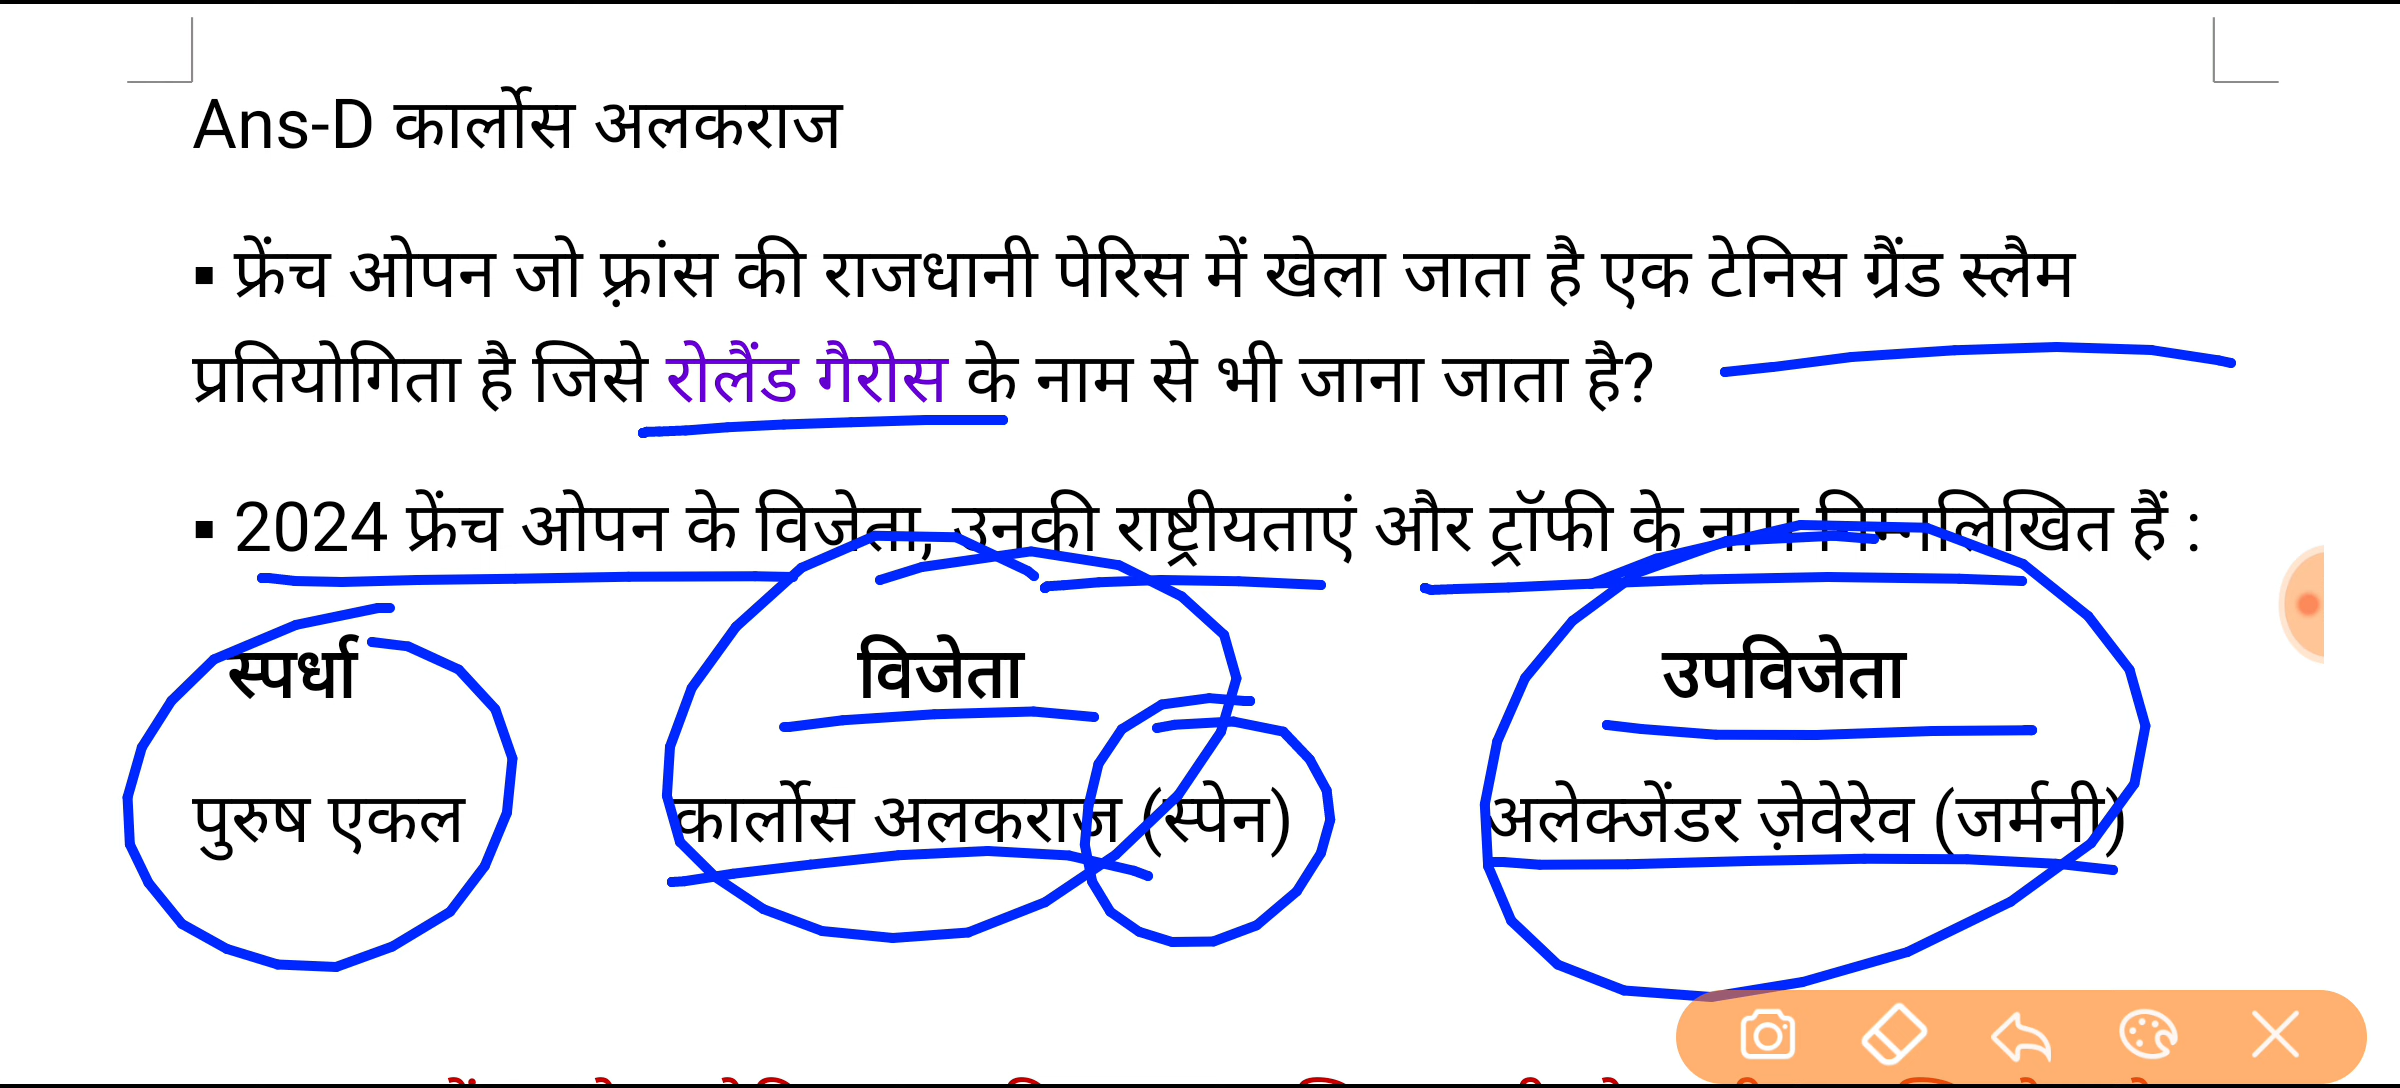 Ans-D कार्लोस अलकराज
▪ फ्रेंच ओपन जो फ़्रांस की राजधानी पेरिस में खेला जाता है एक टेनिस ग्रैंड स्लैम
प्रतियोगिता है जिसे रोलैंड गैरोस के नाम से भी जाना जाता है?
▪ 2024 फ्रेंच ओपन के विजेता, उनकी राष्ट्रीयताएं और ट्रॉफी के नाम निम्नलिखित हैं :
स्पर्धा विजेता उपविजेता
पुरुष एकल कार्लोस अलकराज (स्पेन) अलेक्जेंडर ज़ेवेरेव (जर्मनी)